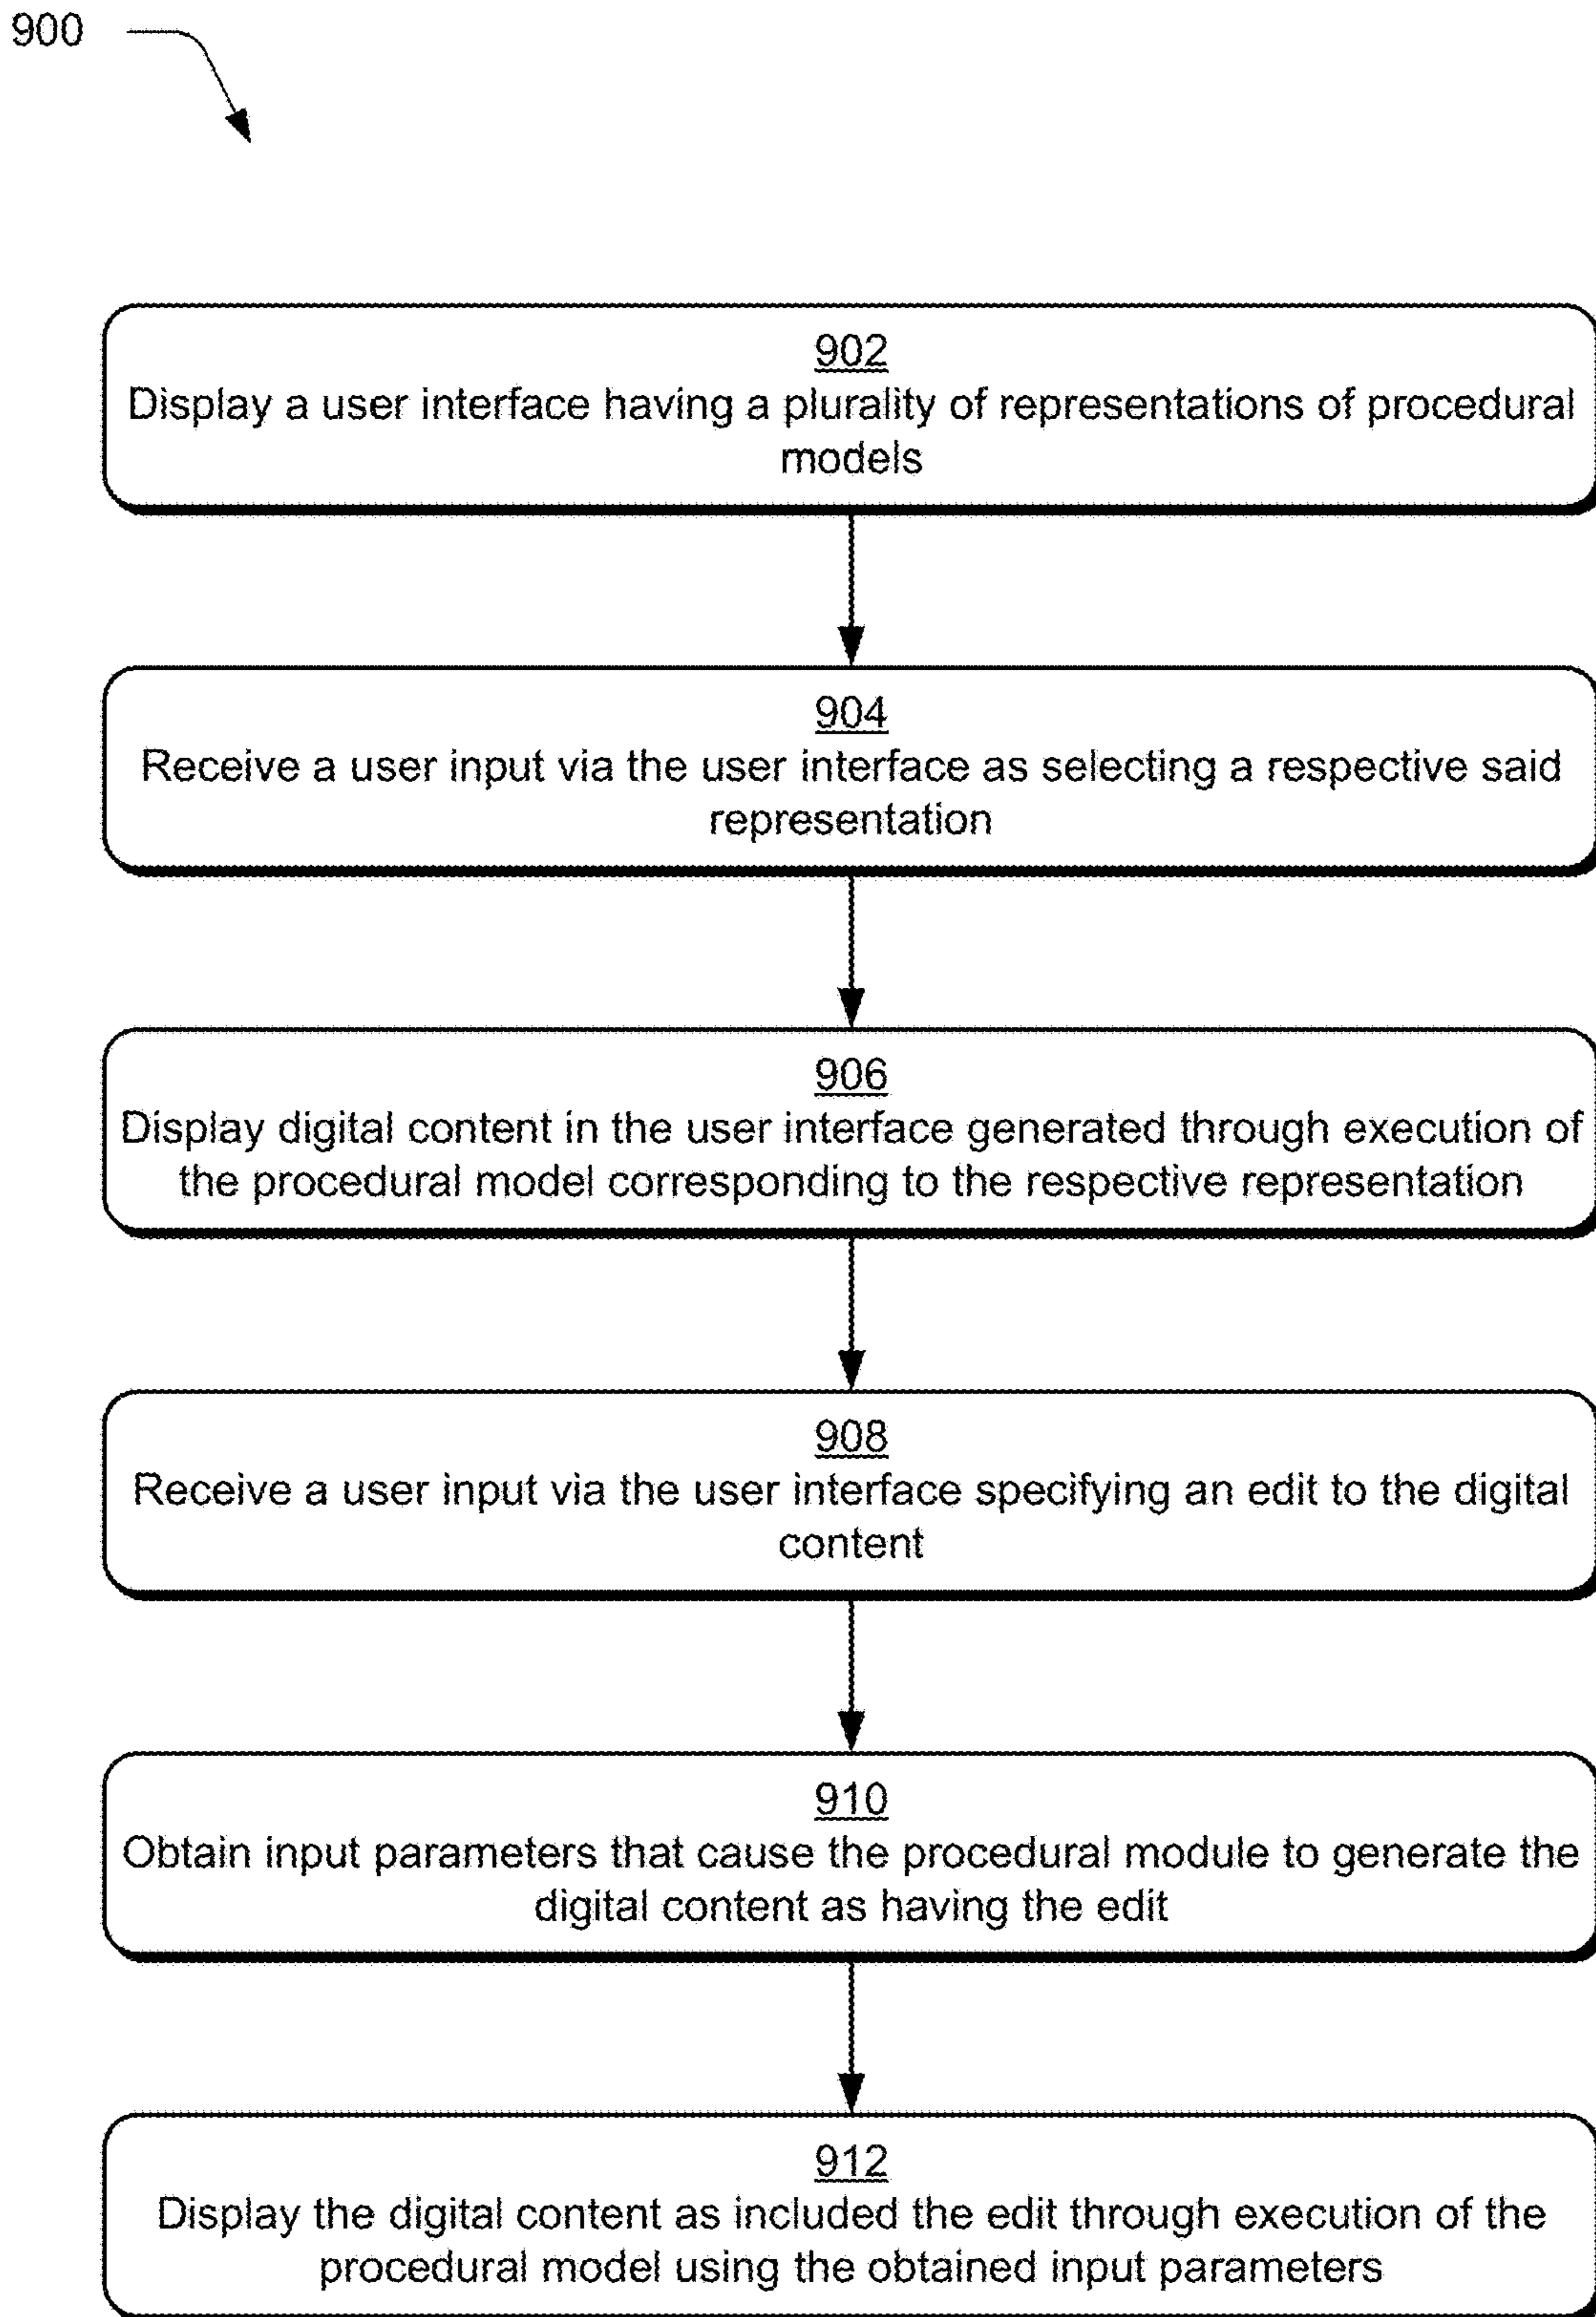 900
902
Display a user interface having a plurality of representations of procedural
models
904
Receive a user input via the user interface as selecting a respective said
representation
906
Display digital content in the user interface generated through execution of
the procedural model corresponding to the respective representation
908
Receive a user input via the user interface specifying an edit to the digital
content
910
Obtain input parameters that cause the procedural module to generate the
digital content as having the edit
912
Display the digital content as included the edit through execution of the
procedural model using the obtained input parameters